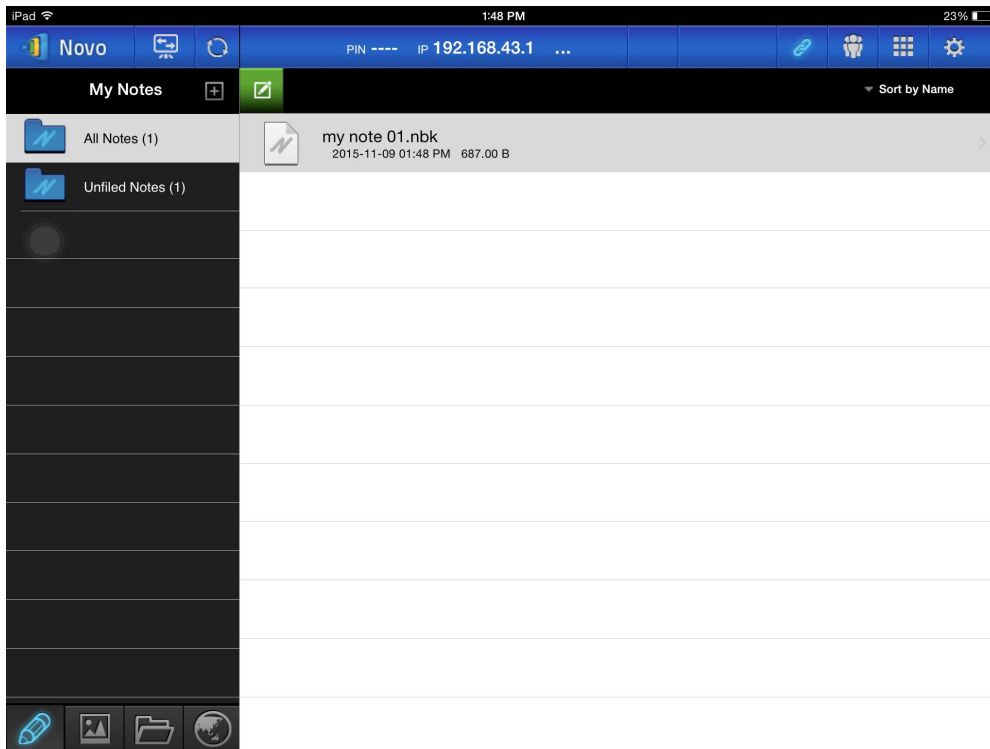 iPad 1:48 PM 23%
Novo PIN ---- IP 192.168.43.1 ...
My Notes Sort by Name
All Notes (1)
my note 01.nbk
2015-11-09 01:48 PM 687.00 B
Unfiled Notes (1)